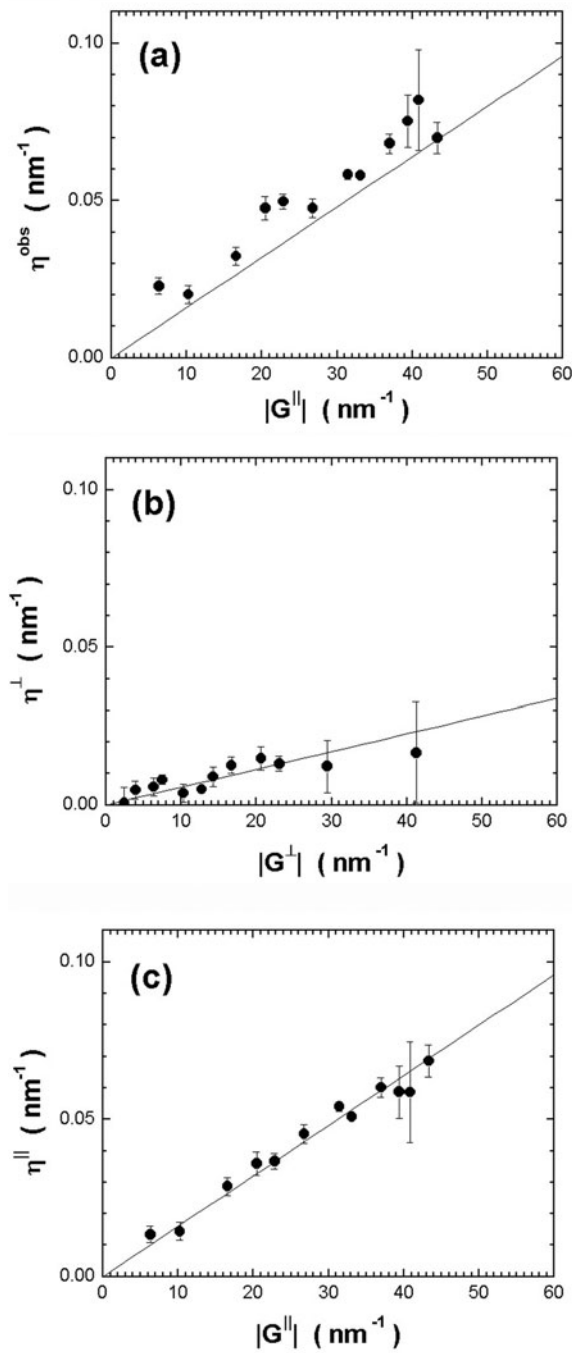 (a)
0.10
0.05
0.00
η^obs ( nm⁻¹ )
0 10 20 30 40 50 60
|G^||| ( nm⁻¹ )
(b)
0.10
0.05
0.00
η^⊥ ( nm⁻¹ )
0 10 20 30 40 50 60
|G^⊥| ( nm⁻¹ )
(c)
0.10
0.05
0.00
η^|| ( nm⁻¹ )
0 10 20 30 40 50 60
|G^||| ( nm⁻¹ )